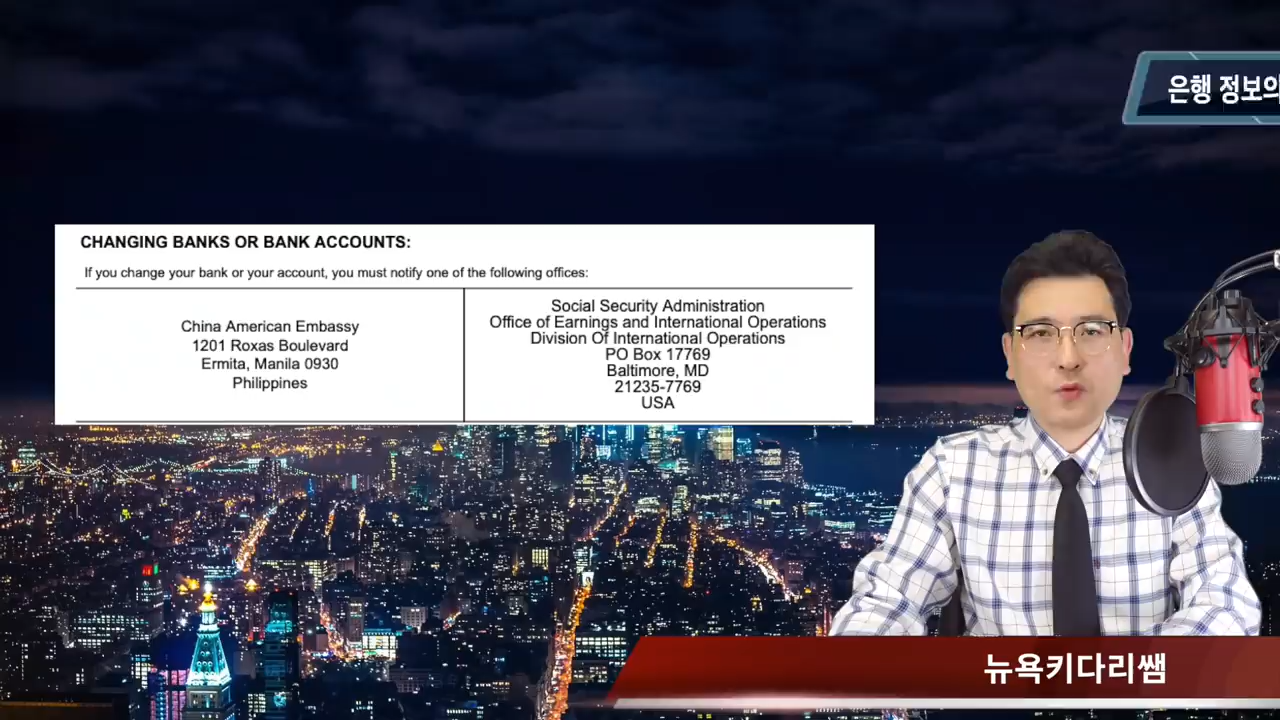 은행 정보의
CHANGING BANKS OR BANK ACCOUNTS:
If you change your bank or your account, you must notify one of the following offices:
China American Embassy
1201 Roxas Boulevard
Ermita, Manila 0930
Philippines
Social Security Administration
Office of Earnings and International Operations
Division Of International Operations
PO Box 17769
Baltimore, MD
21235-7769
USA
뉴욕키다리쌤